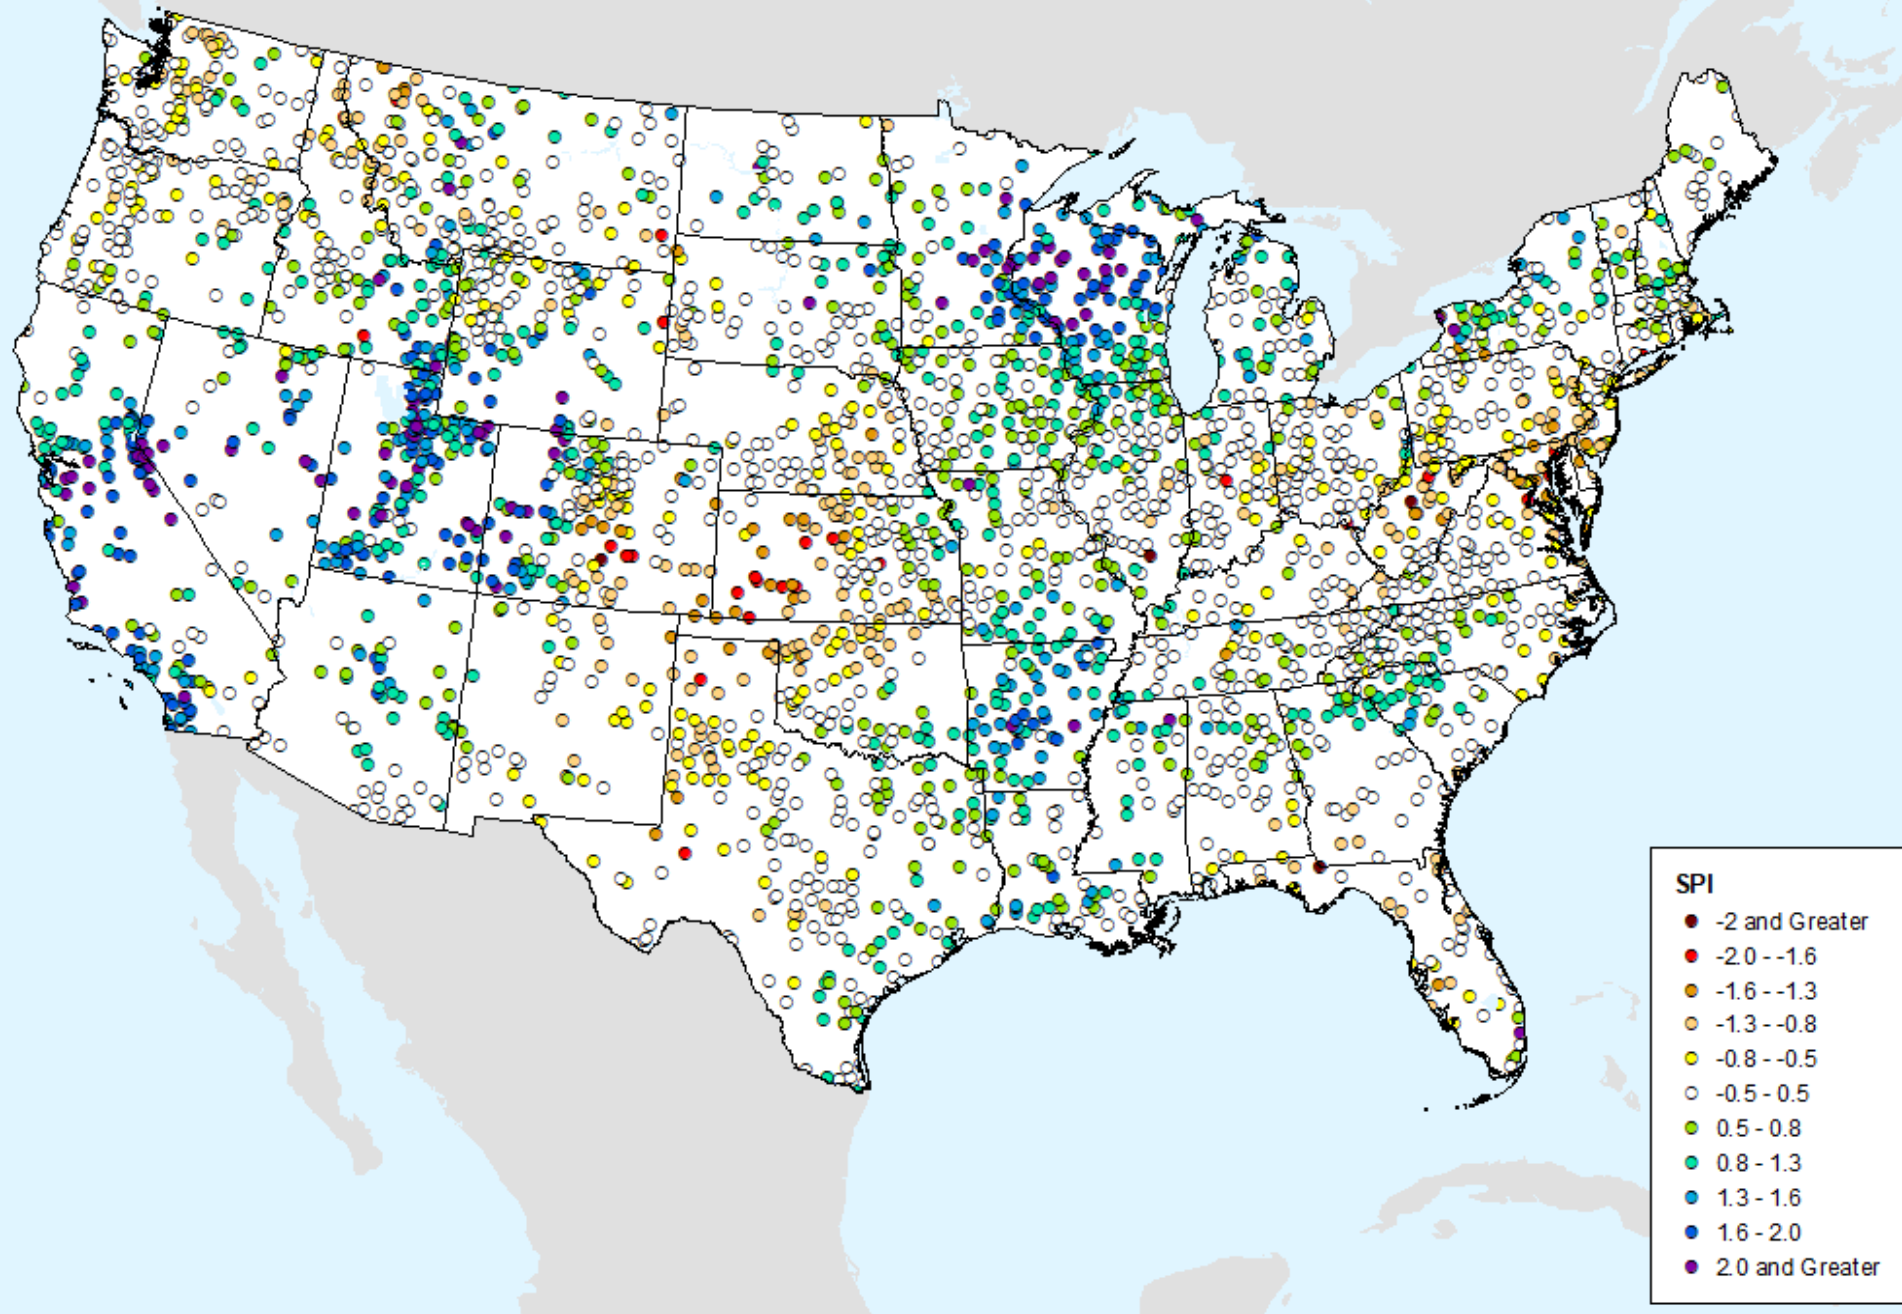 SPI
-2 and Greater
-2.0 - -1.6
-1.6 - -1.3
-1.3 - -0.8
-0.8 - -0.5
-0.5 - 0.5
0.5 - 0.8
0.8 - 1.3
1.3 - 1.6
1.6 - 2.0
2.0 and Greater